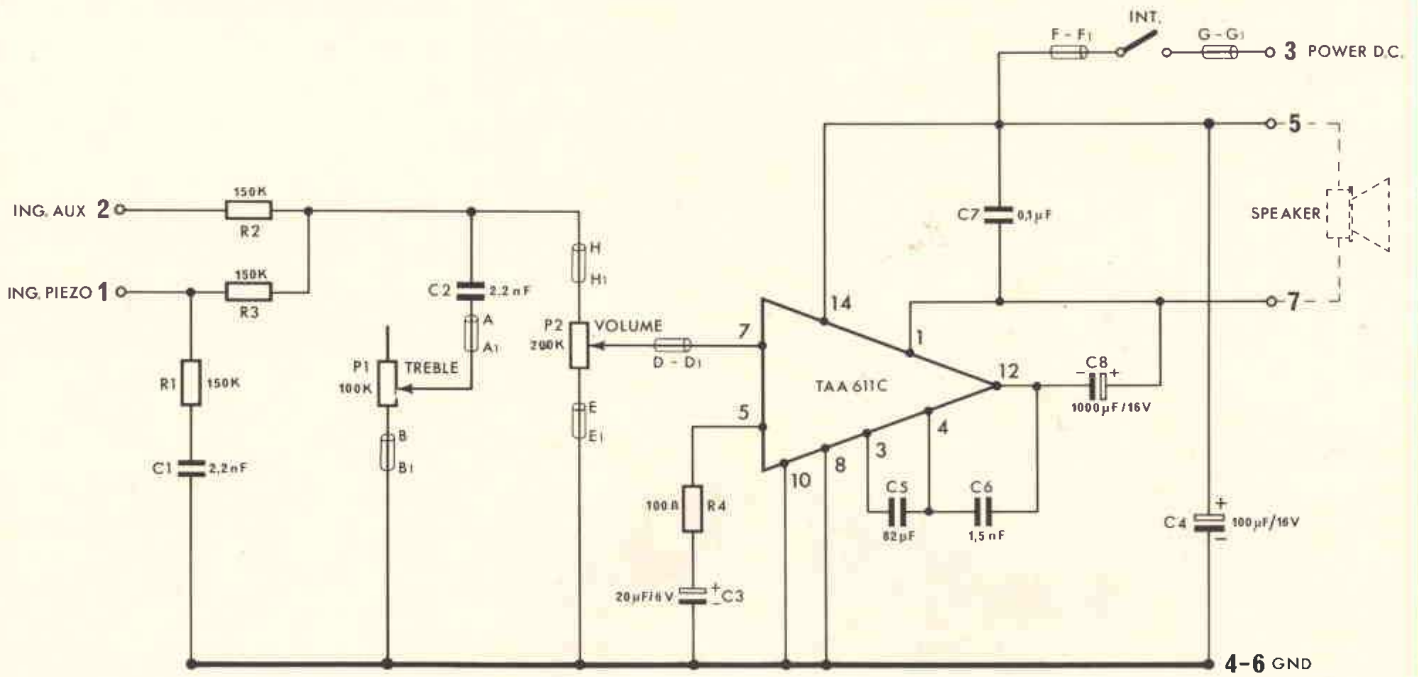 INT.
F - F1
G - G1
3 POWER D.C.
5
150K
ING. AUX 2
R2
C7 0,1µF
SPEAKER
H
H1
150K
ING. PIEZO 1
R3
C2 2,2nF
14
7
A
A1
P2 VOLUME
200K
7
D - D1
1
P1 TREBLE
100K
R1 150K
TAA 611C
12
- C8 +
1000µF/16V
5
E
E1
4
3
B
B1
8
10
C1 2,2nF
100Ω R4
C5
C6
82µF
1,5nF
+
C4 100µF/16V
-
20µF/6V + C3
-
4-6 GND